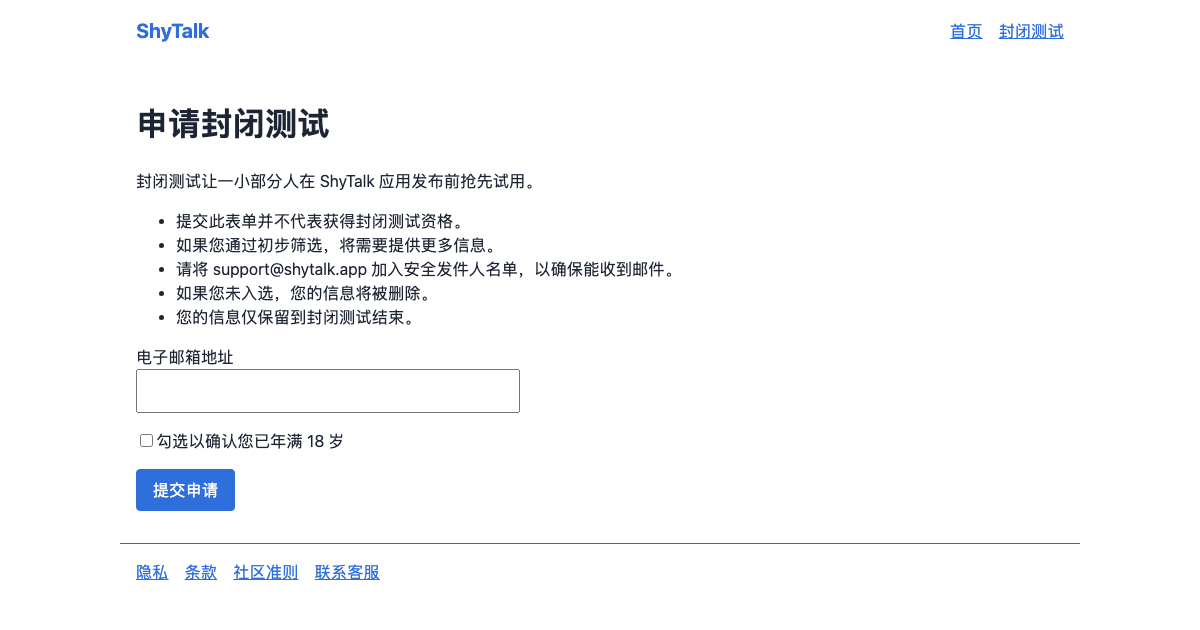 ShyTalk
首页 封闭测试
申请封闭测试
封闭测试让一小部分人在 ShyTalk 应用发布前抢先试用。
提交此表单并不代表获得封闭测试资格。
如果您通过初步筛选，将需要提供更多信息。
请将 support@shytalk.app 加入安全发件人名单，以确保能收到邮件。
如果您未入选，您的信息将被删除。
您的信息仅保留到封闭测试结束。
电子邮箱地址
勾选以确认您已年满 18 岁
提交申请
隐私 条款 社区准则 联系客服